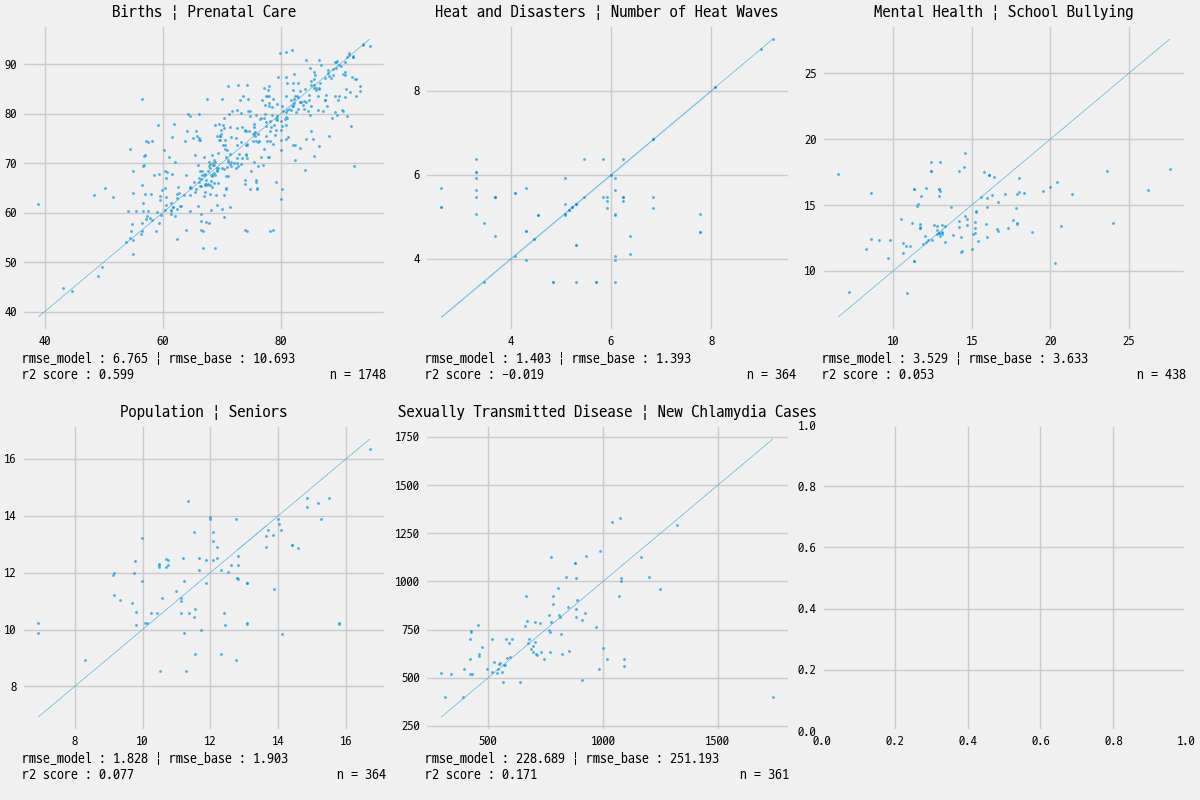 Births ¦ Prenatal Care
90
80
70
60
50
40
40 60 80
rmse_model : 6.765 ¦ rmse_base : 10.693
r2 score : 0.599 n = 1748
Heat and Disasters ¦ Number of Heat Waves
8
6
4
4 6 8
rmse_model : 1.403 ¦ rmse_base : 1.393
r2 score : −0.019 n = 364
Mental Health ¦ School Bullying
25
20
15
10
10 15 20 25
rmse_model : 3.529 ¦ rmse_base : 3.633
r2 score : 0.053 n = 438
Population ¦ Seniors
16
14
12
10
8
8 10 12 14 16
rmse_model : 1.828 ¦ rmse_base : 1.903
r2 score : 0.077 n = 364
Sexually Transmitted Disease ¦ New Chlamydia Cases
1750
1500
1250
1000
750
500
250
500 1000 1500
rmse_model : 228.689 ¦ rmse_base : 251.193
r2 score : 0.171 n = 361
1.0
0.8
0.6
0.4
0.2
0.0
0.0 0.2 0.4 0.6 0.8 1.0